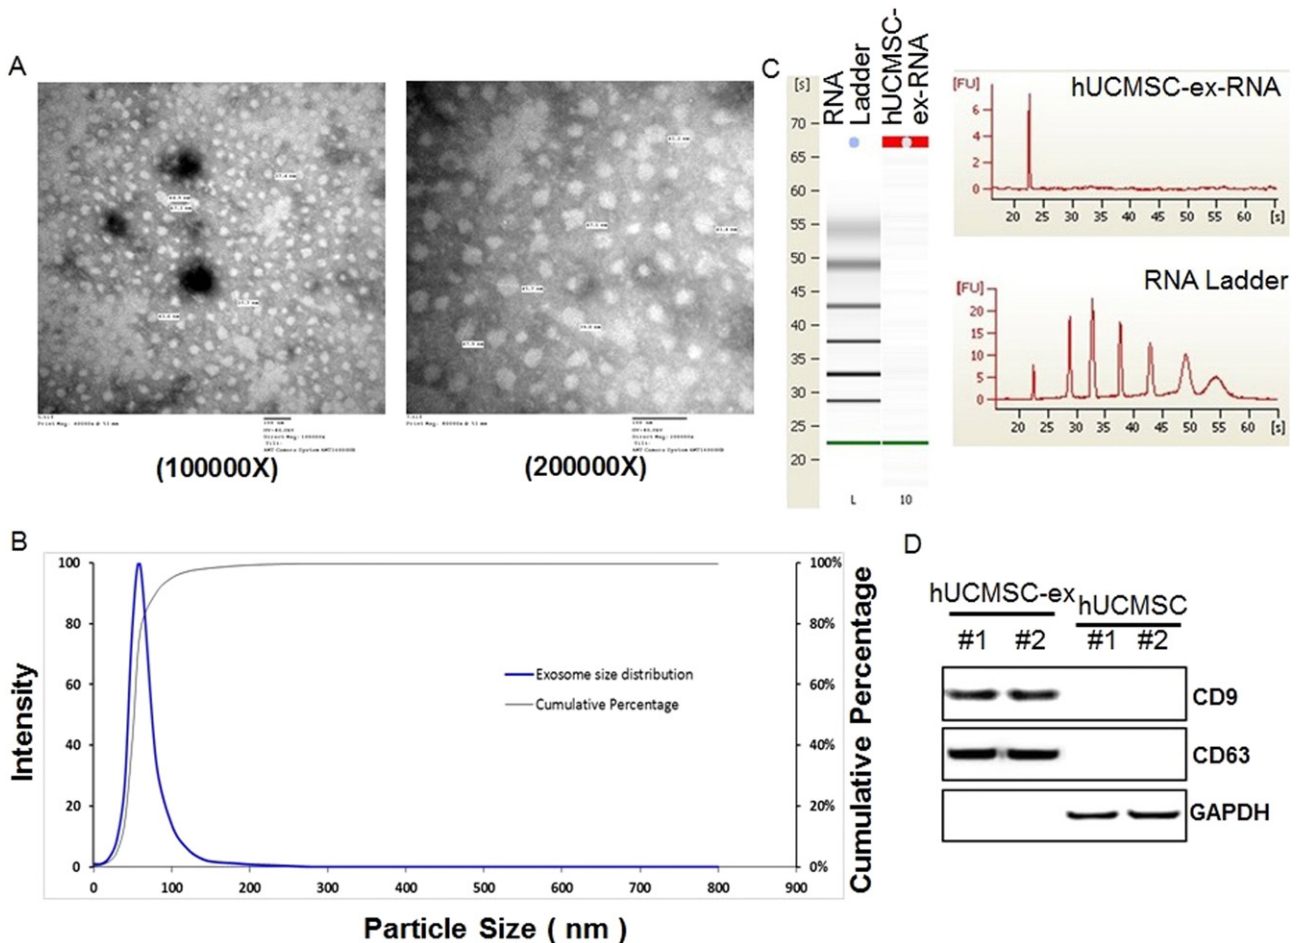 A
(100000X)
(200000X)
C
[s]
RNA
Ladder
hUCMSC-
ex-RNA
70
65
60
55
50
45
40
35
30
25
20
L
10
[FU]
hUCMSC-ex-RNA
6
4
2
0
20 25 30 35 40 45 50 55 60 [s]
RNA Ladder
[FU]
20
15
10
5
0
20 25 30 35 40 45 50 55 60 [s]
B
Intensity
100
80
60
40
20
0
Exosome size distribution
Cumulative Percentage
100%
80%
60%
40%
20%
0%
Cumulative Percentage
0 100 200 300 400 500 600 700 800 900
Particle Size ( nm )
D
hUCMSC-ex hUCMSC
#1 #2 #1 #2
CD9
CD63
GAPDH